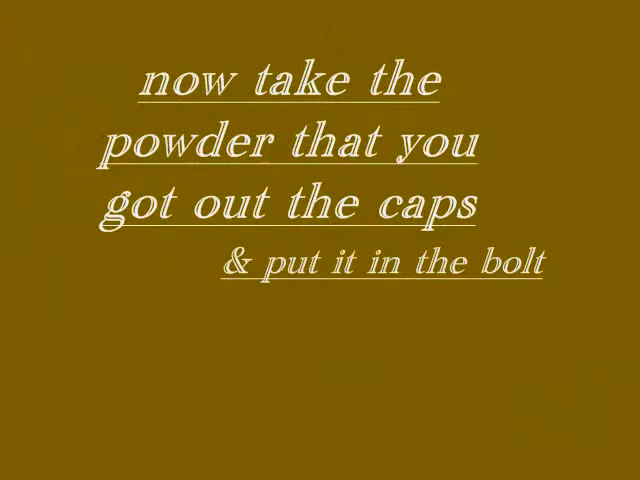 now take the
powder that you
got out the caps
& put it in the bolt